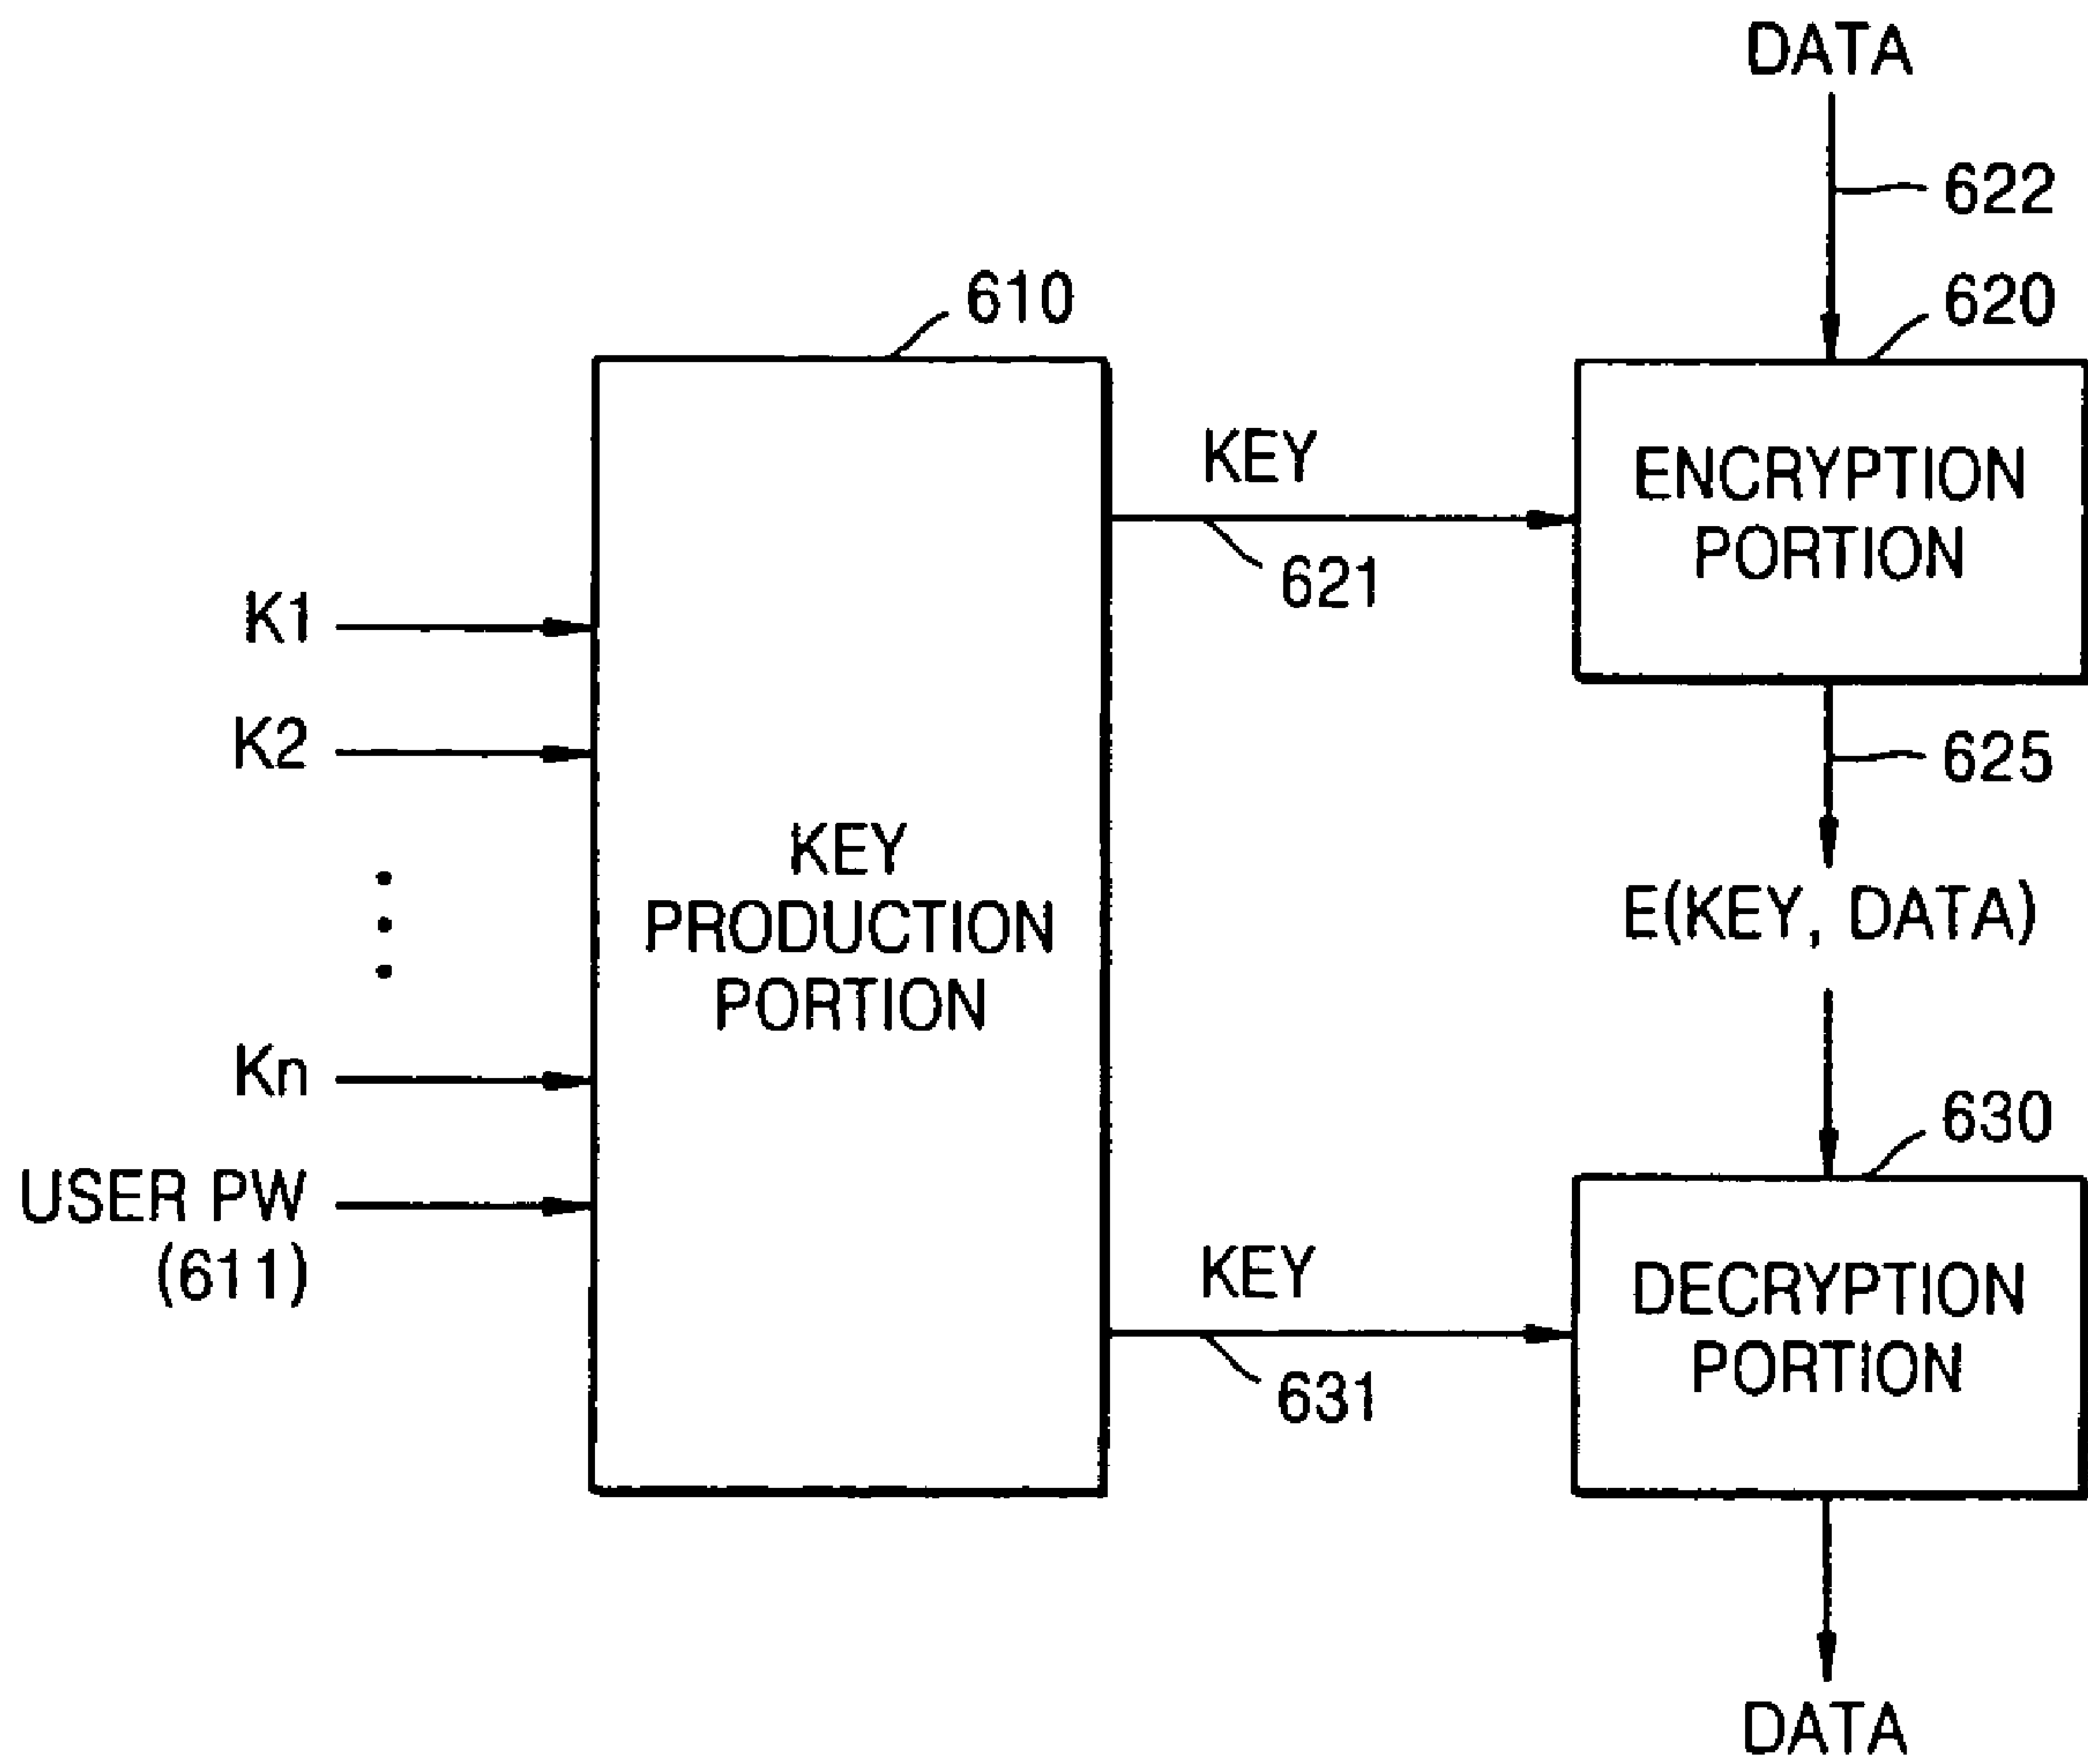 DATA
622
610
620
KEY
ENCRYPTION
PORTION
621
K1
K2
625
KEY
PRODUCTION
PORTION
E(KEY, DATA)
Kn
630
USER PW
(611)
KEY
DECRYPTION
PORTION
631
DATA